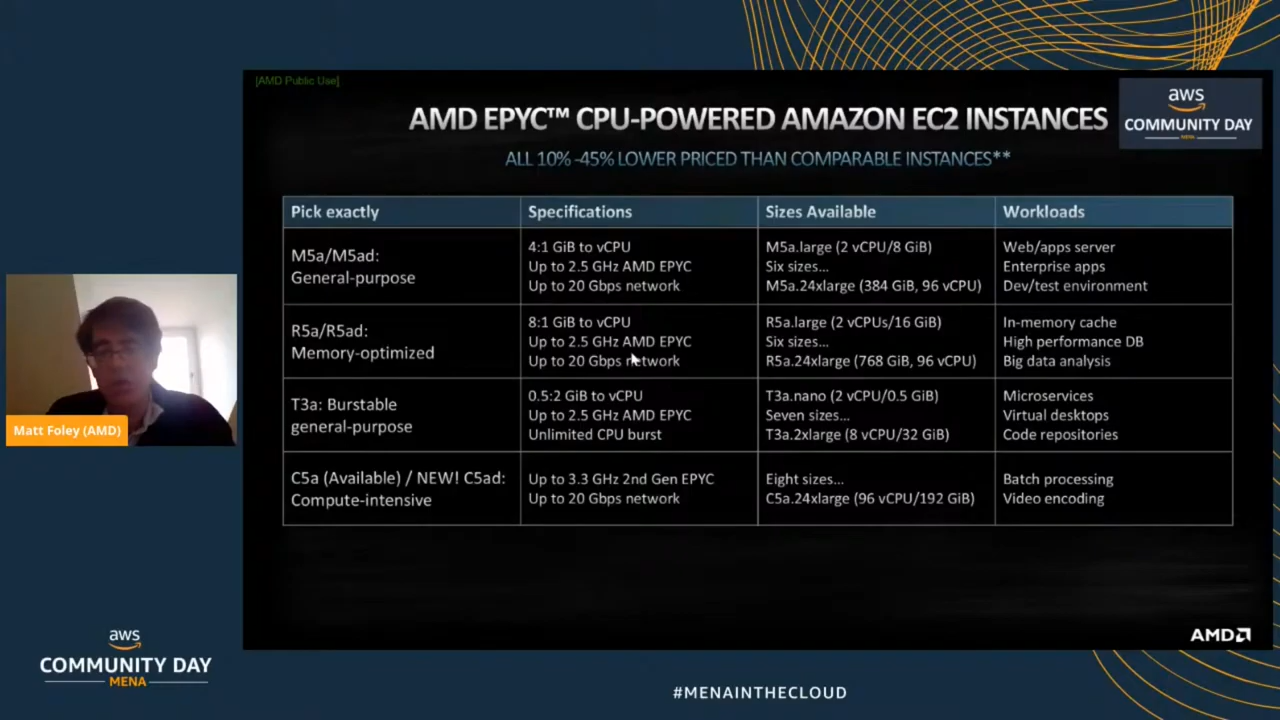 [AMD Public Use]
AMD EPYC™ CPU-POWERED AMAZON EC2 INSTANCES
aws
COMMUNITY DAY
MENA
ALL 10% -45% LOWER PRICED THAN COMPARABLE INSTANCES**
Pick exactly
Specifications
Sizes Available
Workloads
M5a/M5ad:
General-purpose
4:1 GiB to vCPU
Up to 2.5 GHz AMD EPYC
Up to 20 Gbps network
M5a.large (2 vCPU/8 GiB)
Six sizes...
M5a.24xlarge (384 GiB, 96 vCPU)
Web/apps server
Enterprise apps
Dev/test environment
R5a/R5ad:
Memory-optimized
8:1 GiB to vCPU
Up to 2.5 GHz AMD EPYC
Up to 20 Gbps network
R5a.large (2 vCPUs/16 GiB)
Six sizes...
R5a.24xlarge (768 GiB, 96 vCPU)
In-memory cache
High performance DB
Big data analysis
T3a: Burstable
general-purpose
0.5:2 GiB to vCPU
Up to 2.5 GHz AMD EPYC
Unlimited CPU burst
T3a.nano (2 vCPU/0.5 GiB)
Seven sizes...
T3a.2xlarge (8 vCPU/32 GiB)
Microservices
Virtual desktops
Code repositories
C5a (Available) / NEW! C5ad:
Compute-intensive
Up to 3.3 GHz 2nd Gen EPYC
Up to 20 Gbps network
Eight sizes...
C5a.24xlarge (96 vCPU/192 GiB)
Batch processing
Video encoding
Matt Foley (AMD)
AMD
aws
COMMUNITY DAY
MENA
#MENAINTHECLOUD